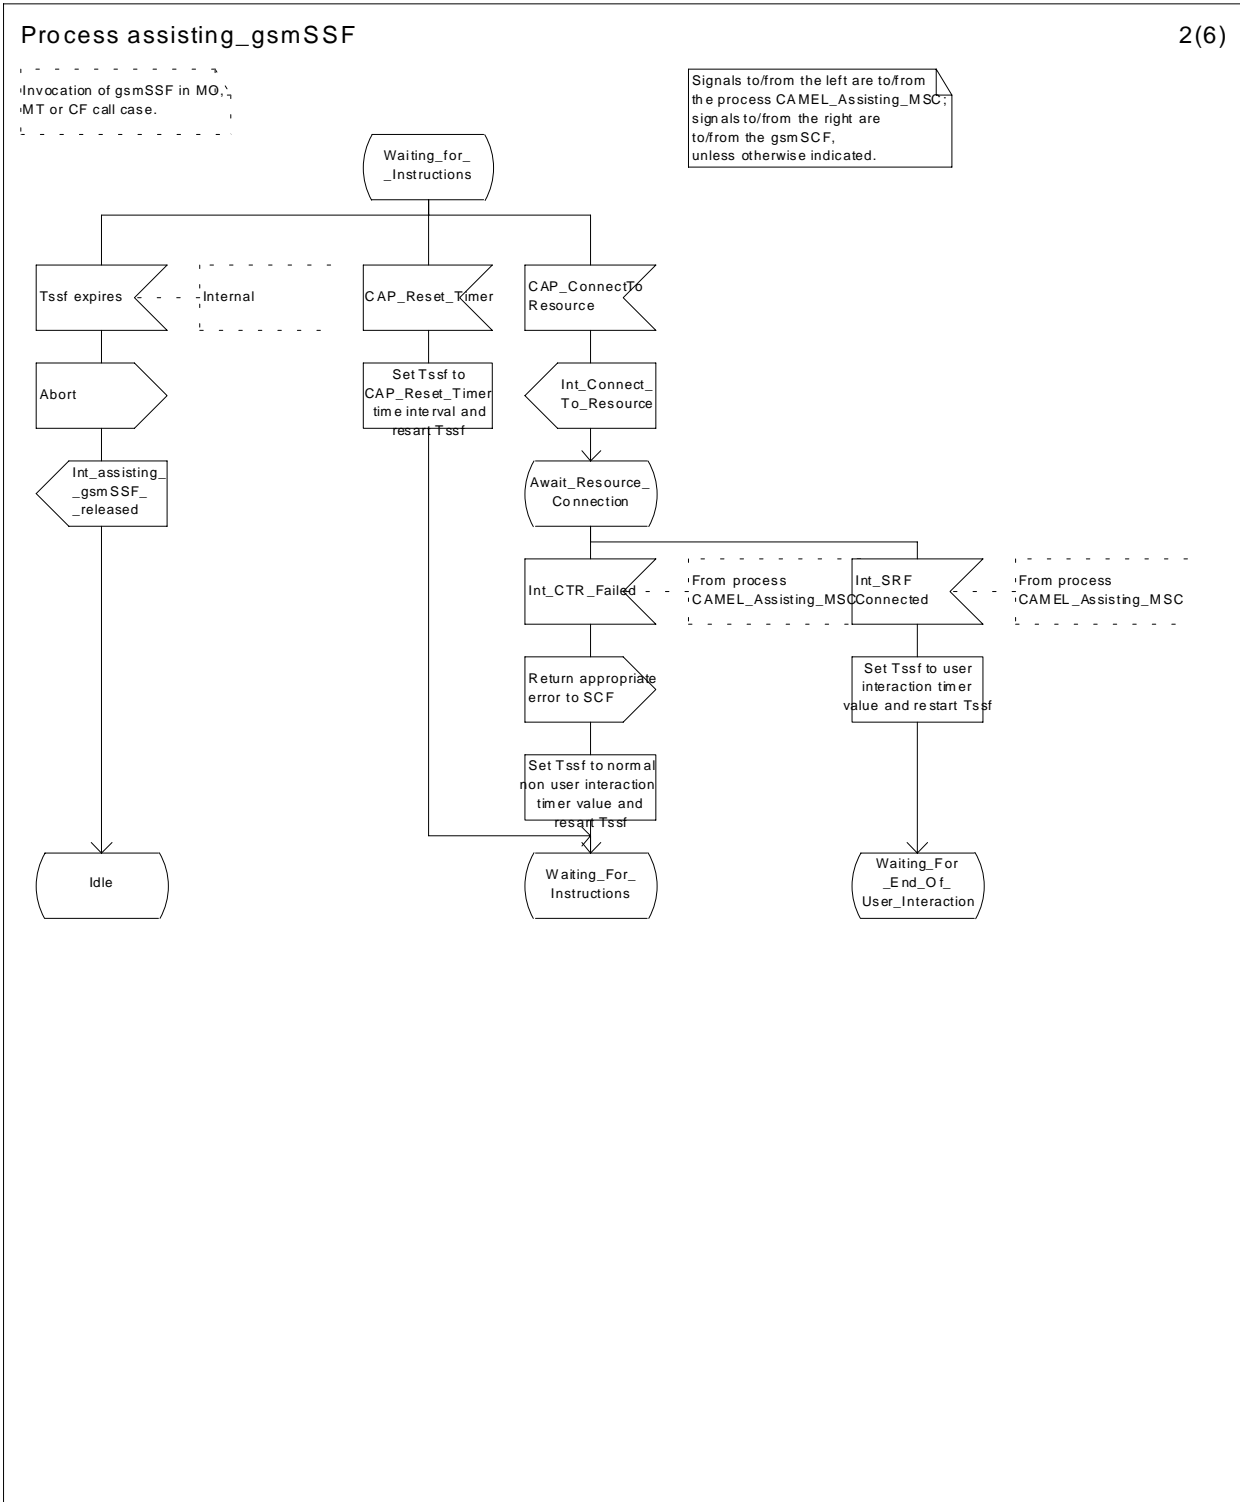 Process assisting_gsmSSF
2(6)
Invocation of gsmSSF in MO,
MT or CF call case.
Signals to/from the left are to/from
the process CAMEL_Assisting_MSC;
signals to/from the right are
to/from the gsmSCF,
unless otherwise indicated.
Waiting_for_
_Instructions
Tssf expires
Internal
CAP_Reset_Timer
CAP_ConnectTo
Resource
Abort
Set Tssf to
CAP_Reset_Timer
time interval and
resart Tssf
Int_Connect_
To_Resource
Int_assisting_
_gsmSSF_
_released
Await_Resource_
Connection
Int_CTR_Failed
From process
CAMEL_Assisting_MSC
Int_SRF
Connected
From process
CAMEL_Assisting_MSC
Return appropriate
error to SCF
Set Tssf to user
interaction timer
value and restart Tssf
Set Tssf to normal
non user interaction
timer value and
resart Tssf
Idle
Waiting_For_
Instructions
Waiting_For
_End_Of_
User_Interaction